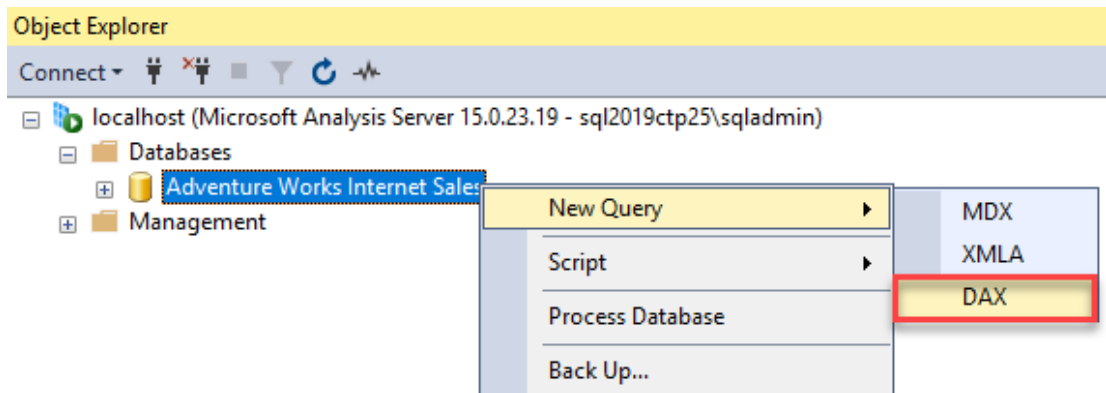 Object Explorer
Connect
localhost (Microsoft Analysis Server 15.0.23.19 - sql2019ctp25\sqladmin)
Databases
Adventure Works Internet Sales
Management
New Query
Script
Process Database
Back Up...
MDX
XMLA
DAX